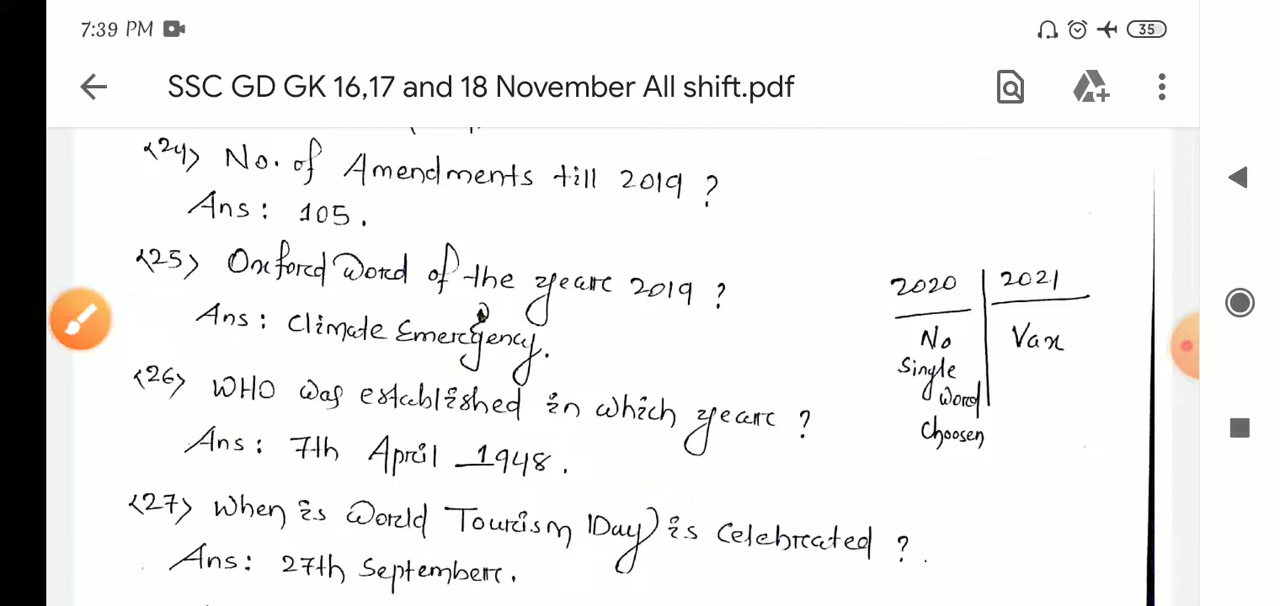 7:39 PM
35
SSC GD GK 16,17 and 18 November All shift.pdf
<24> No. of Amendments till 2019 ?
Ans : 105 .
<25> Oxford Word of the year 2019 ?
Ans : Climate Emergency.
2020 2021
No Single Word Choosen
Vax
<26> WHO was established in which year ?
Ans : 7th April 1948 .
<27> When is World Tourism Day is celebrated ?
Ans : 27th September .